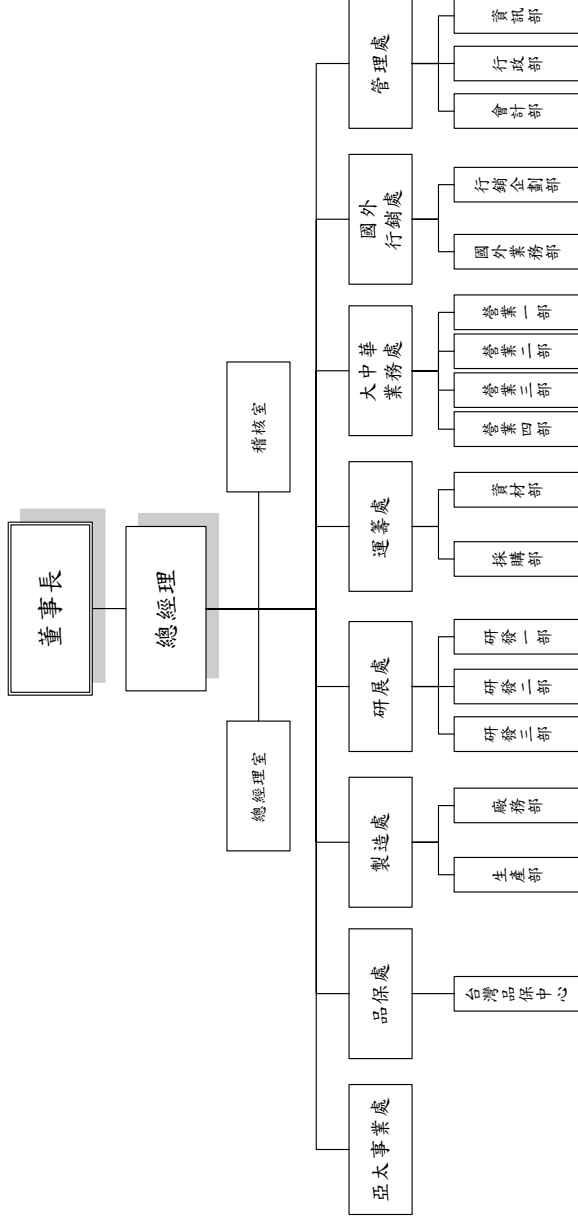 董事長
總經理
總經理室
稽核室
亞太事業處
品保處
製造處
研展處
運籌處
大中華
業務處
國外
行銷處
管理處
台灣品保中心
生產部
廠務部
研發三部
研發二部
研發一部
採購部
資材部
營業四部
營業三部
營業二部
營業一部
國外業務部
行銷企劃部
會計部
行政部
資訊部